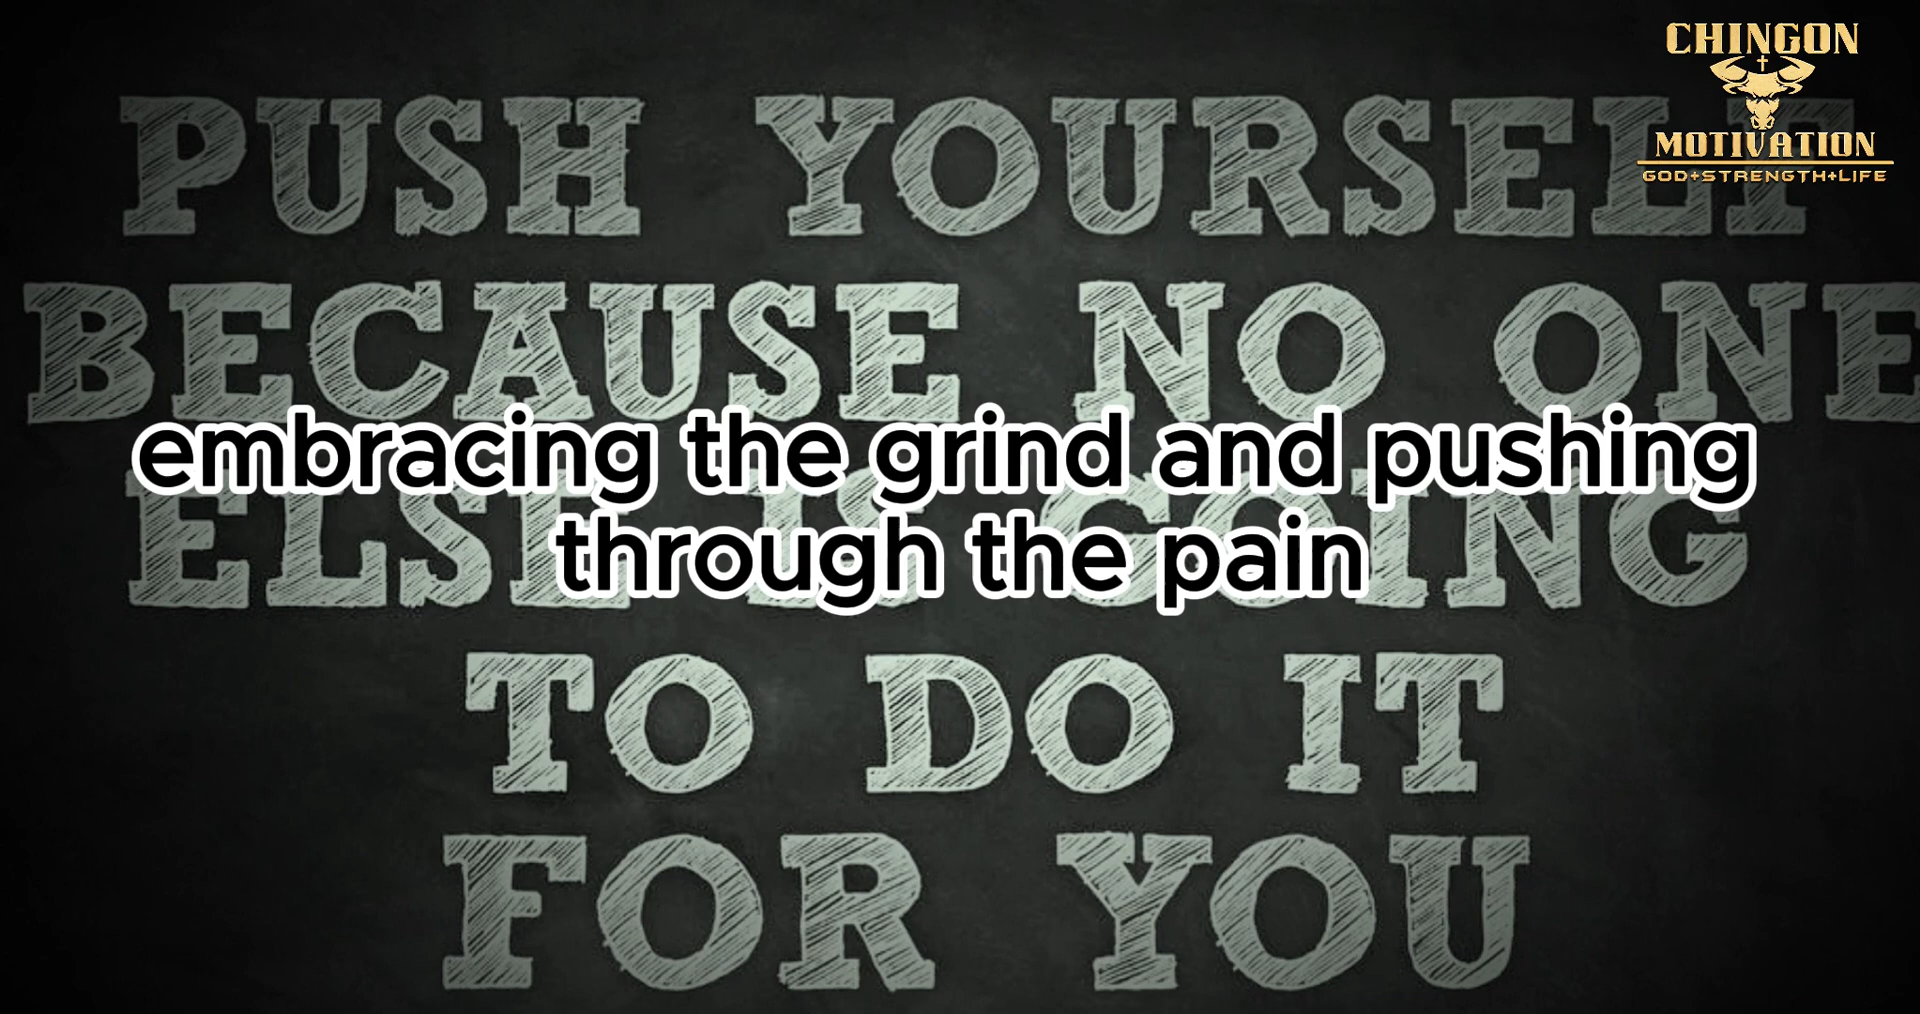 CHINGON
MOTIVATION
GOD+STRENGTH+LIFE
PUSH YOURSELF
BECAUSE NO ONE
ELSE IS GOING
TO DO IT
FOR YOU
embracing the grind and pushing
through the pain